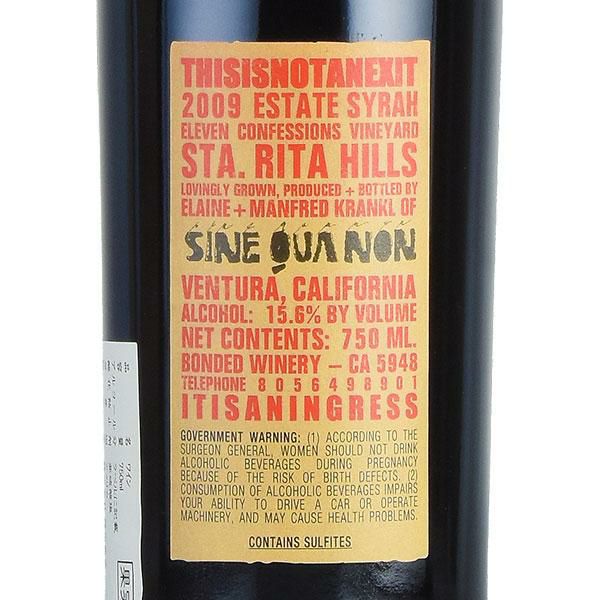 THISISNOTANEXIT
2009 ESTATE SYRAH
ELEVEN CONFESSIONS VINEYARD
STA. RITA HILLS
LOVINGLY GROWN, PRODUCED + BOTTLED BY
ELAINE + MANFRED KRANKL OF
SINE QUA NON
VENTURA, CALIFORNIA
ALCOHOL: 15.6% BY VOLUME
NET CONTENTS: 750 ML.
BONDED WINERY – CA 5948
TELEPHONE 8056498901
ITISANINGRESS
GOVERNMENT WARNING: (1) ACCORDING TO THE
SURGEON GENERAL, WOMEN SHOULD NOT DRINK
ALCOHOLIC BEVERAGES DURING PREGNANCY
BECAUSE OF THE RISK OF BIRTH DEFECTS. (2)
CONSUMPTION OF ALCOHOLIC BEVERAGES IMPAIRS
YOUR ABILITY TO DRIVE A CAR OR OPERATE
MACHINERY, AND MAY CAUSE HEALTH PROBLEMS.
CONTAINS SULFITES
ワイン
750ml